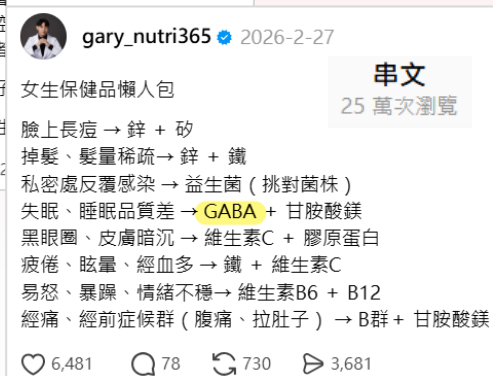 gary_nutri365 2026-2-27
串文
25 萬次瀏覽
女生保健品懶人包
臉上長痘 → 鋅 + 矽
掉髮、髮量稀疏→ 鋅 + 鐵
私密處反覆感染 → 益生菌 ( 挑對菌株 )
失眠、睡眠品質差 → GABA + 甘胺酸鎂
黑眼圈、皮膚暗沉 → 維生素C + 膠原蛋白
疲倦、眩暈、經血多 → 鐵 + 維生素C
易怒、暴躁、情緒不穩→ 維生素B6 + B12
經痛、經前症候群 ( 腹痛、拉肚子 ) → B群 + 甘胺酸鎂
6,481 78 730 3,681